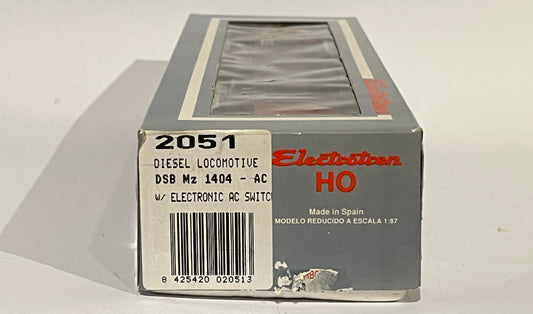 2051
DIESEL LOCOMOTIVE
DSB Mz 1404 - AC
W/ ELECTRONIC AC SWITCH
8 425420 020513
Electrotren
HO
Made in Spain
MODELO REDUCIDO A ESCALA 1:87